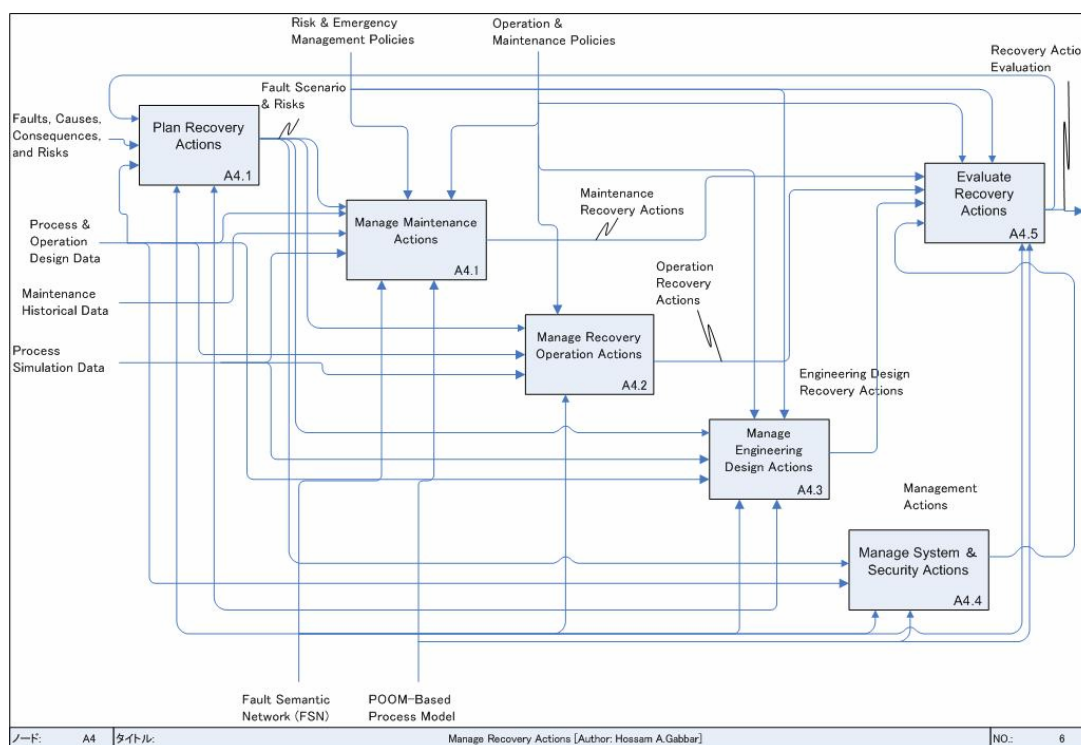 Risk & Emergency
Management Policies
Operation &
Maintenance Policies
Recovery Actio
Evaluation
Fault Scenario
& Risks
Faults, Causes,
Consequences,
and Risks
Plan Recovery
Actions
A4.1
Process &
Operation
Design Data
Manage Maintenance
Actions
A4.1
Maintenance
Recovery Actions
Evaluate
Recovery
Actions
A4.5
Maintenance
Historical Data
Operation
Recovery
Actions
Process
Simulation Data
Manage Recovery
Operation Actions
A4.2
Engineering Design
Recovery Actions
Manage
Engineering
Design Actions
A4.3
Management
Actions
Manage System &
Security Actions
A4.4
Fault Semantic
Network (FSN)
POOM-Based
Process Model
ノード: A4 タイトル: Manage Recovery Actions [Author: Hossam A.Gabbar] NO.: 6